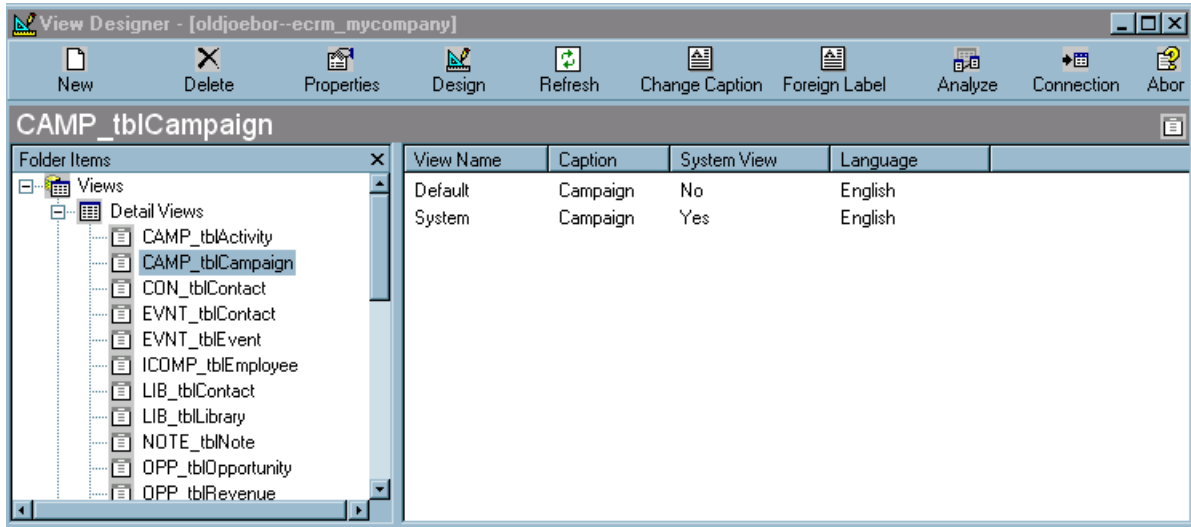 View Designer - [oldjoebor--ecrm_mycompany]
New Delete Properties Design Refresh Change Caption Foreign Label Analyze Connection Abor
CAMP_tblCampaign
Folder Items View Name Caption System View Language
Views
Detail Views
CAMP_tblActivity
CAMP_tblCampaign
CON_tblContact
EVNT_tblContact
EVNT_tblEvent
ICOMP_tblEmployee
LIB_tblContact
LIB_tblLibrary
NOTE_tblNote
OPP_tblOpportunity
OPP_tblRevenue
Default Campaign No English
System Campaign Yes English